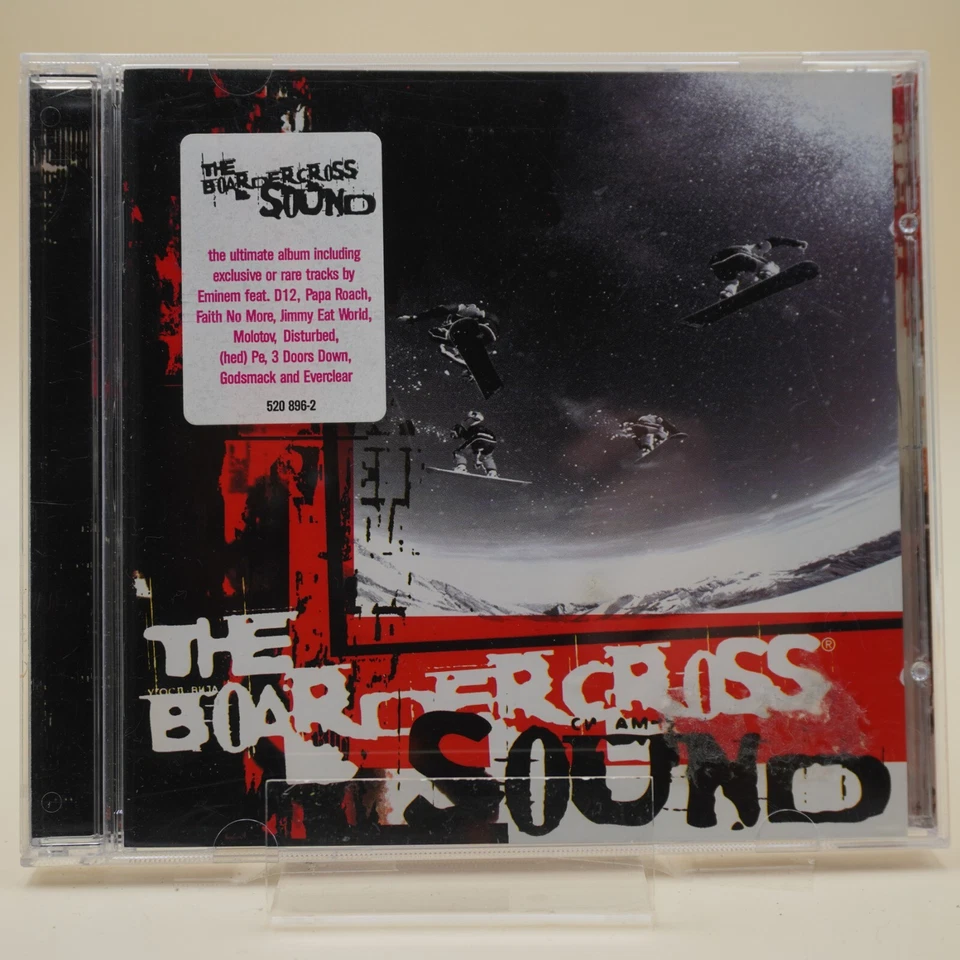 THE
BOARDERCROSS
SOUND
the ultimate album including
exclusive or rare tracks by
Eminem feat. D12, Papa Roach,
Faith No More, Jimmy Eat World,
Molotov, Disturbed,
(hed) Pe, 3 Doors Down,
Godsmack and Everclear
520 896-2
THE
BOARDERCROSS®
SOUND